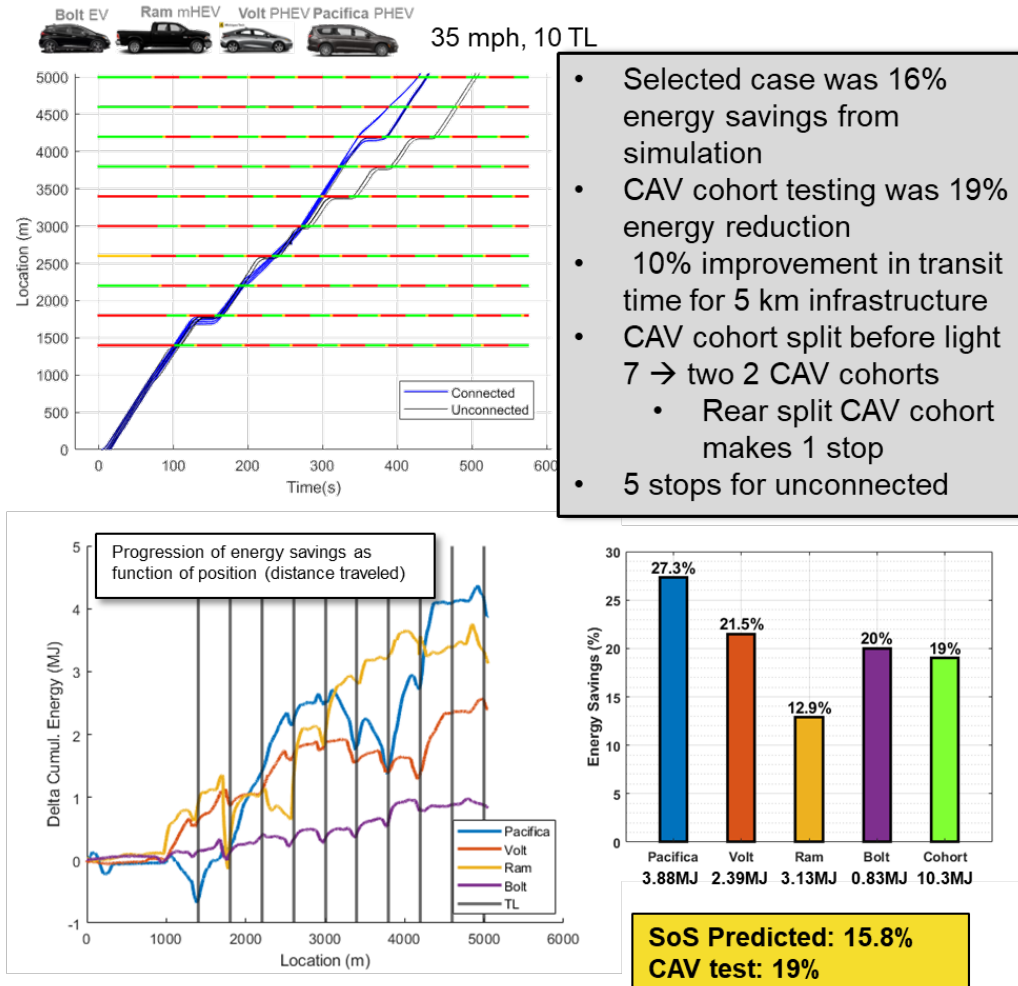 Bolt EV Ram mHEV Volt PHEV Pacifica PHEV
35 mph, 10 TL
5000
4500
4000
3500
3000
2500
2000
1500
1000
500
0
Location (m)
0 100 200 300 400 500 600
Time(s)
Connected
Unconnected
• Selected case was 16%
energy savings from
simulation
• CAV cohort testing was 19%
energy reduction
• 10% improvement in transit
time for 5 km infrastructure
• CAV cohort split before light
7 → two 2 CAV cohorts
• Rear split CAV cohort
makes 1 stop
• 5 stops for unconnected
Progression of energy savings as
function of position (distance traveled)
5
4
3
2
1
0
-1
Delta Cumul. Energy (MJ)
0 1000 2000 3000 4000 5000 6000
Location (m)
Pacifica
Volt
Ram
Bolt
TL
30
25
20
15
10
5
0
Energy Savings (%)
27.3%
21.5%
12.9%
20%
19%
Pacifica Volt Ram Bolt Cohort
3.88MJ 2.39MJ 3.13MJ 0.83MJ 10.3MJ
SoS Predicted: 15.8%
CAV test: 19%